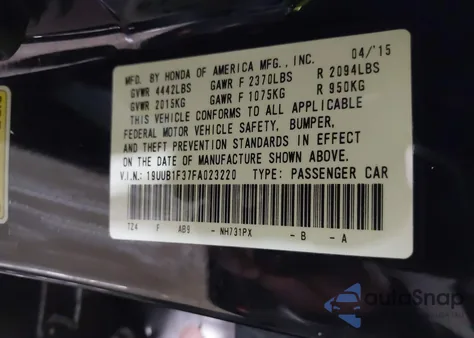 MFD. BY HONDA OF AMERICA MFG., INC. 04/'15
GVWR 4442LBS GAWR F 2370LBS R 2094LBS
GVWR 2015KG GAWR F 1075KG R 950KG
THIS VEHICLE CONFORMS TO ALL APPLICABLE
FEDERAL MOTOR VEHICLE SAFETY, BUMPER,
AND THEFT PREVENTION STANDARDS IN EFFECT
ON THE DATE OF MANUFACTURE SHOWN ABOVE.
V.I.N.: 19UUB1F37FA023220 TYPE: PASSENGER CAR
T24 F AB9 - NH731PX - B - A
autoSnap